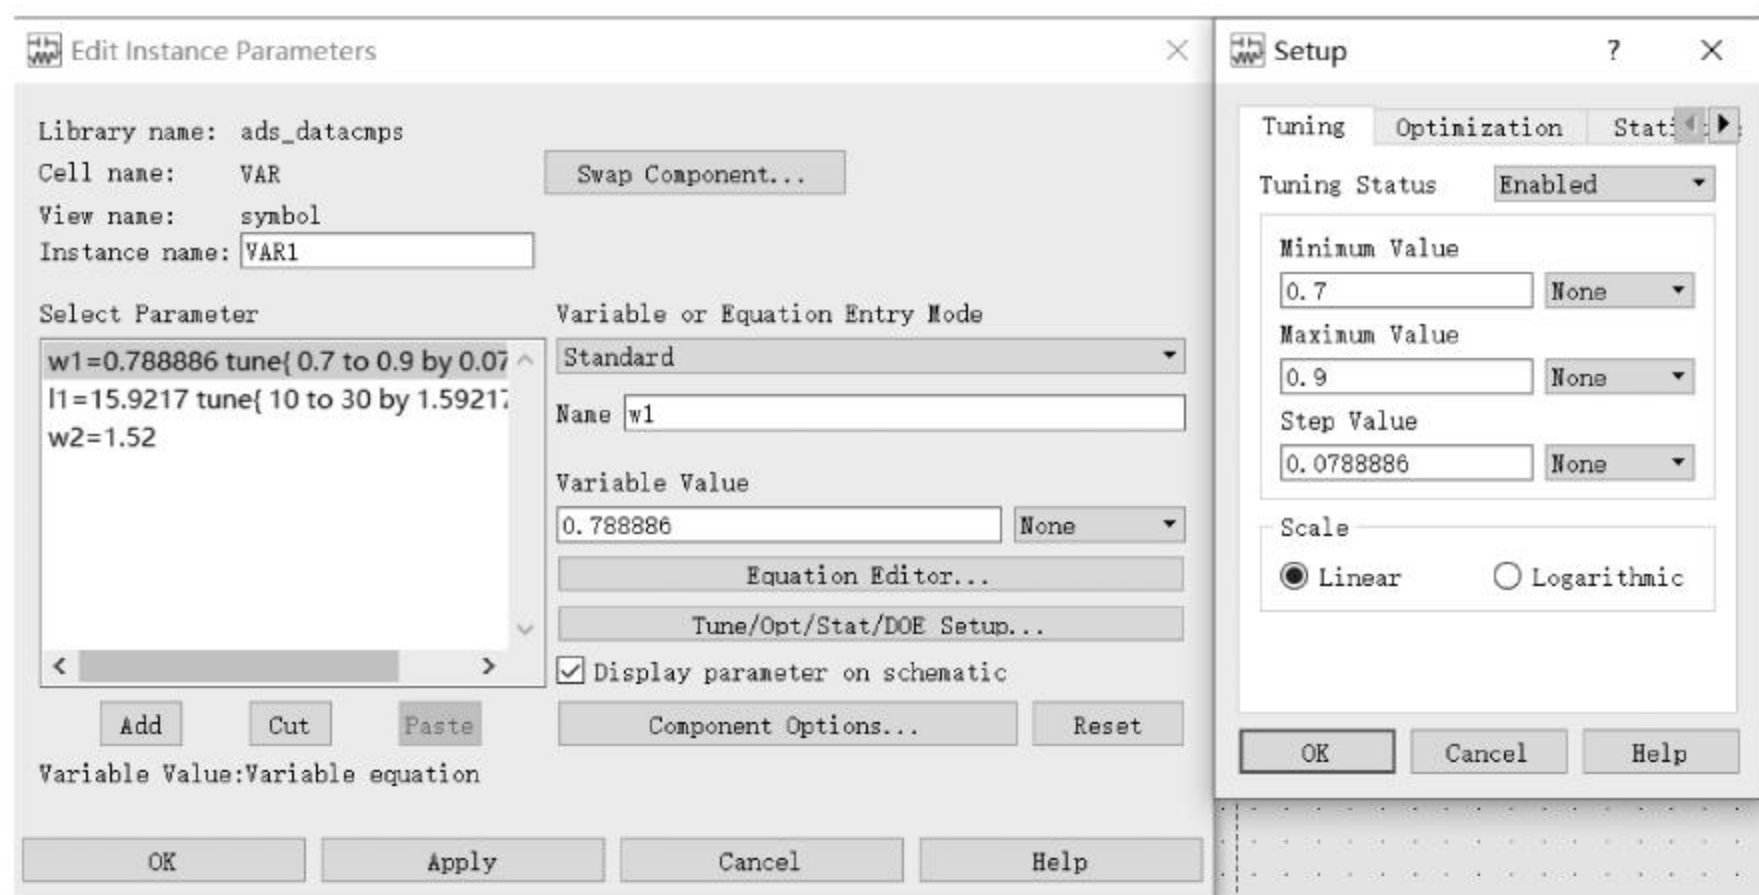 Edit Instance Parameters
Library name: ads_datacmps
Cell name: VAR
Swap Component...
View name: symbol
Instance name: VAR1
Select Parameter
w1=0.788886 tune{ 0.7 to 0.9 by 0.07
l1=15.9217 tune{ 10 to 30 by 1.59217
w2=1.52
Add
Cut
Paste
Variable Value:Variable equation
Variable or Equation Entry Mode
Standard
Name w1
Variable Value
0.788886 None
Equation Editor...
Tune/Opt/Stat/DOE Setup...
Display parameter on schematic
Component Options...
Reset
OK
Apply
Cancel
Help
Setup
?
Tuning
Optimization
Stati
Tuning Status Enabled
Minimum Value
0.7 None
Maximum Value
0.9 None
Step Value
0.0788886 None
Scale
Linear
Logarithmic
OK
Cancel
Help